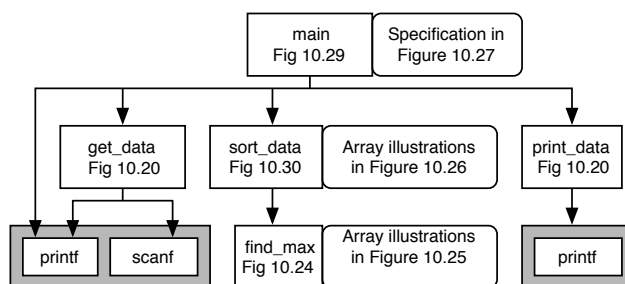 main
Fig 10.29
Specification in
Figure 10.27
get_data
Fig 10.20
sort_data
Fig 10.30
Array illustrations
in Figure 10.26
print_data
Fig 10.20
printf
scanf
find_max
Fig 10.24
Array illustrations
in Figure 10.25
printf